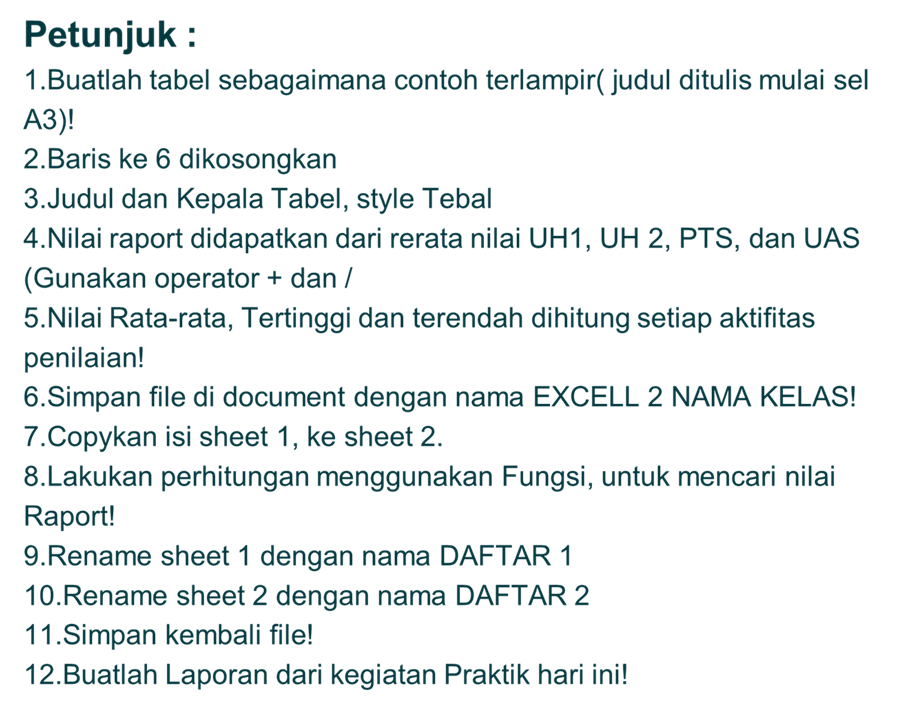 Petunjuk :
1.Buatlah tabel sebagaimana contoh terlampir( judul ditulis mulai sel
A3)!
2.Baris ke 6 dikosongkan
3.Judul dan Kepala Tabel, style Tebal
4.Nilai raport didapatkan dari rerata nilai UH1, UH 2, PTS, dan UAS
(Gunakan operator + dan /
5.Nilai Rata-rata, Tertinggi dan terendah dihitung setiap aktifitas
penilaian!
6.Simpan file di document dengan nama EXCELL 2 NAMA KELAS!
7.Copykan isi sheet 1, ke sheet 2.
8.Lakukan perhitungan menggunakan Fungsi, untuk mencari nilai
Raport!
9.Rename sheet 1 dengan nama DAFTAR 1
10.Rename sheet 2 dengan nama DAFTAR 2
11.Simpan kembali file!
12.Buatlah Laporan dari kegiatan Praktik hari ini!